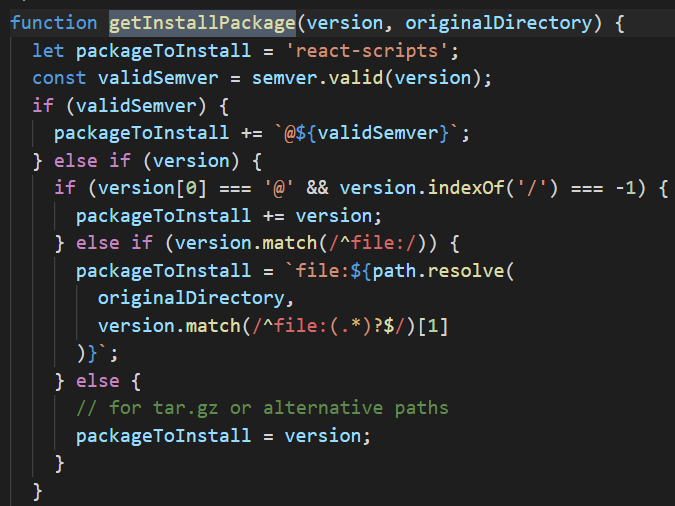 function getInstallPackage(version, originalDirectory) {
  let packageToInstall = 'react-scripts';
  const validSemver = semver.valid(version);
  if (validSemver) {
    packageToInstall += `@${validSemver}`;
  } else if (version) {
    if (version[0] === '@' && version.indexOf('/') === -1) {
      packageToInstall += version;
    } else if (version.match(/^file:/)) {
      packageToInstall = `file:${path.resolve(
        originalDirectory,
        version.match(/^file:(.*)?$/)[1]
      )}`;
    } else {
      // for tar.gz or alternative paths
      packageToInstall = version;
    }
  }